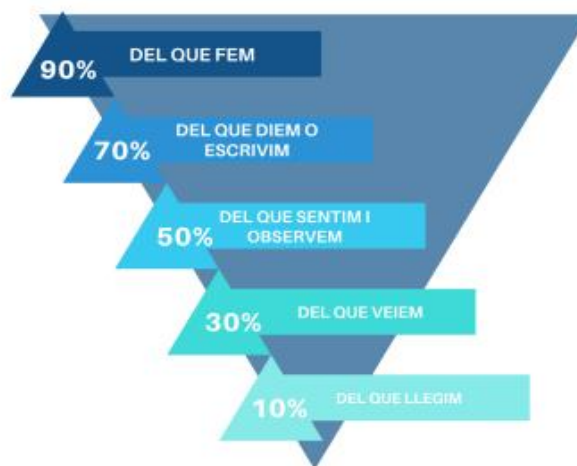 90%
DEL QUE FEM
70%
DEL QUE DIEM O
ESCRIVIM
50%
DEL QUE SENTIM I
OBSERVEM
30%
DEL QUE VEIEM
10%
DEL QUE LLEGIM